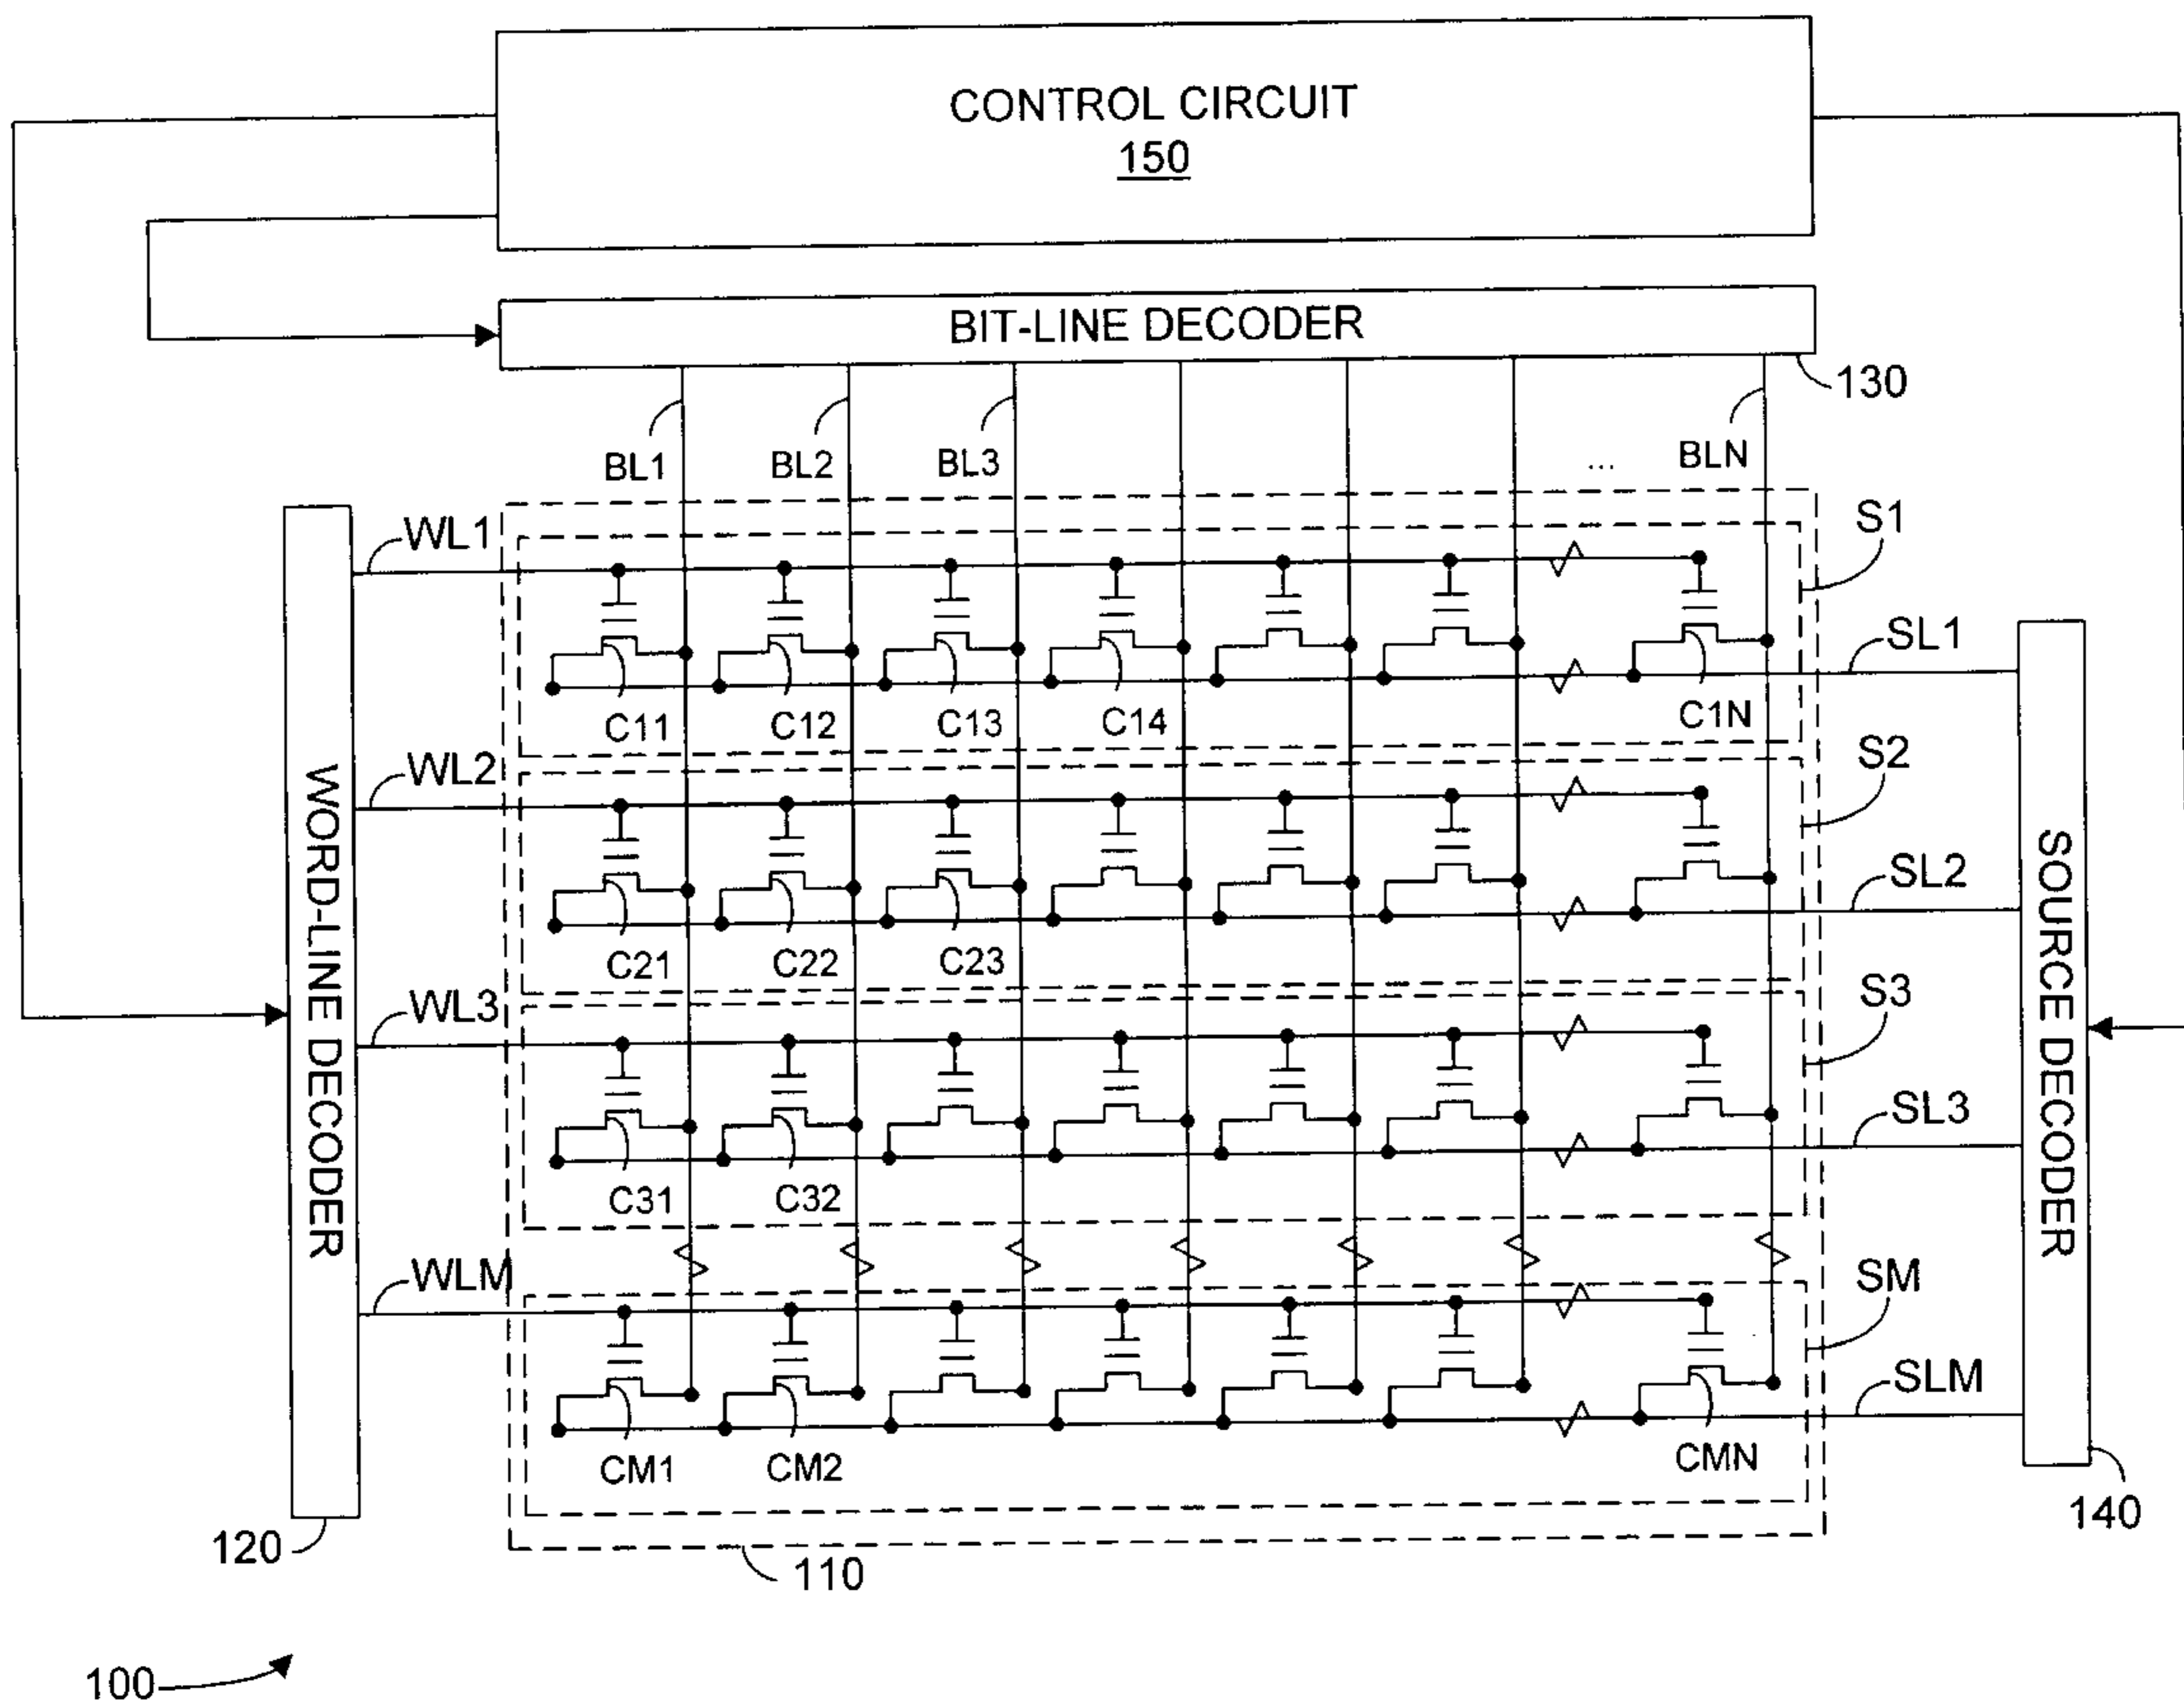 CONTROL CIRCUIT
150
BIT-LINE DECODER
130
BL1
BL2
BL3
...
BLN
WL1
S1
SL1
C11
C12
C13
C14
C1N
WL2
S2
SL2
C21
C22
C23
WL3
S3
SL3
C31
C32
WLM
SM
SLM
CM1
CM2
CMN
WORD-LINE DECODER
SOURCE DECODER
120
110
140
100